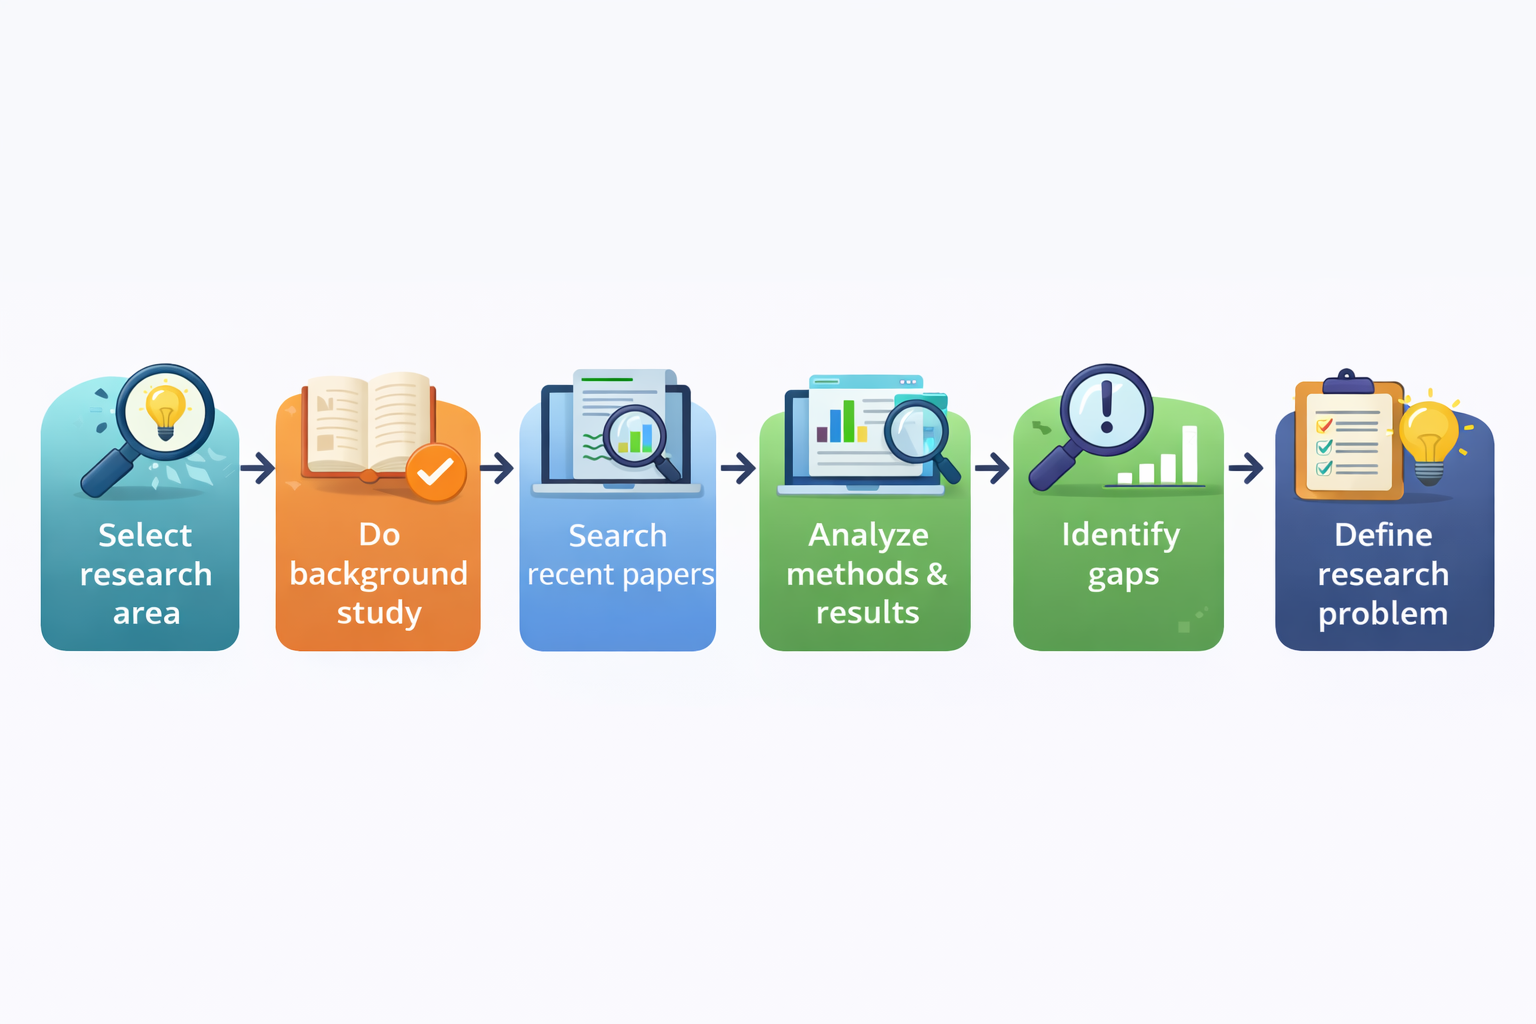 Select
research
area
Do
background
study
Search
recent papers
Analyze
methods &
results
Identify
gaps
Define
research
problem